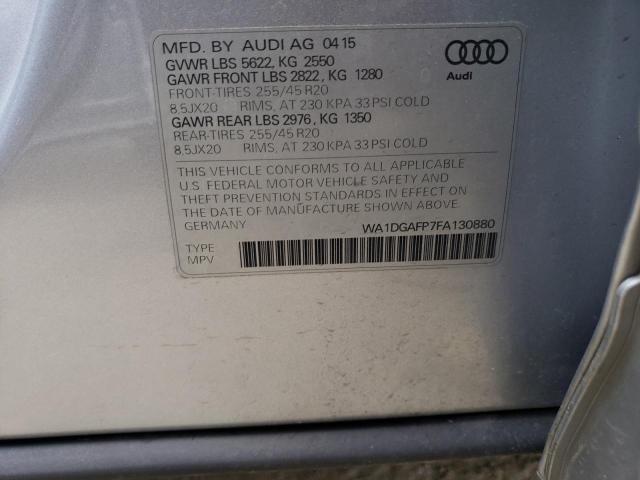 MFD. BY AUDI AG 04 15
GVWR LBS 5622, KG 2550
GAWR FRONT LBS 2822, KG 1280
FRONT-TIRES 255/45 R20
8,5JX20 RIMS, AT 230 KPA 33 PSI COLD
GAWR REAR LBS 2976, KG 1350
REAR-TIRES 255/45 R20
8,5JX20 RIMS, AT 230 KPA 33 PSI COLD
Audi
THIS VEHICLE CONFORMS TO ALL APPLICABLE
U.S FEDERAL MOTOR VEHICLE SAFETY AND
THEFT PREVENTION STANDARDS IN EFFECT ON
THE DATE OF MANUFACTURE SHOWN ABOVE.
GERMANY WA1DGAFP7FA130880
TYPE
MPV